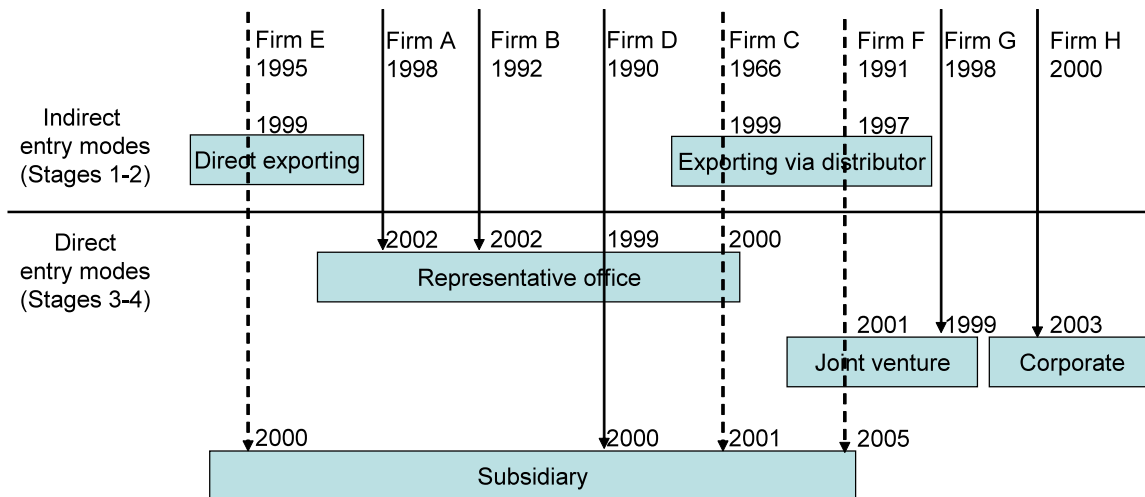 Firm E
1995
Firm A
1998
Firm B
1992
Firm D
1990
Firm C
1966
Firm F
1991
Firm G
1998
Firm H
2000
Indirect
entry modes
(Stages 1-2)
1999
Direct exporting
1999
1997
Exporting via distributor
Direct
entry modes
(Stages 3-4)
2002
2002
1999
2000
Representative office
2001
1999
2003
Joint venture
Corporate
2000
2000
2001
2005
Subsidiary